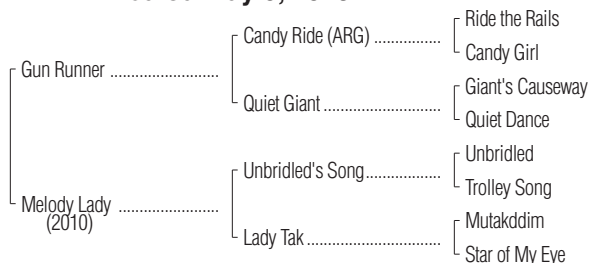 Ride the Rails
Candy Ride (ARG) ................
Candy Girl
Gun Runner ......................
Giant's Causeway
Quiet Giant ........................
Quiet Dance
Unbridled
Unbridled's Song................
Trolley Song
Melody Lady ....................
(2010)
Mutakddim
Lady Tak ............................
Star of My Eye